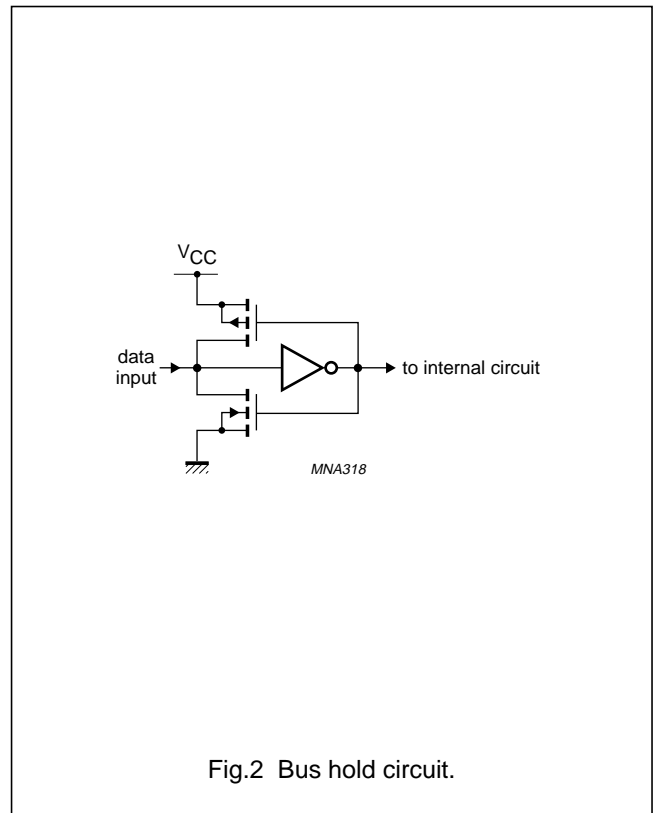 VCC
data
input
to internal circuit
MNA318
Fig.2 Bus hold circuit.